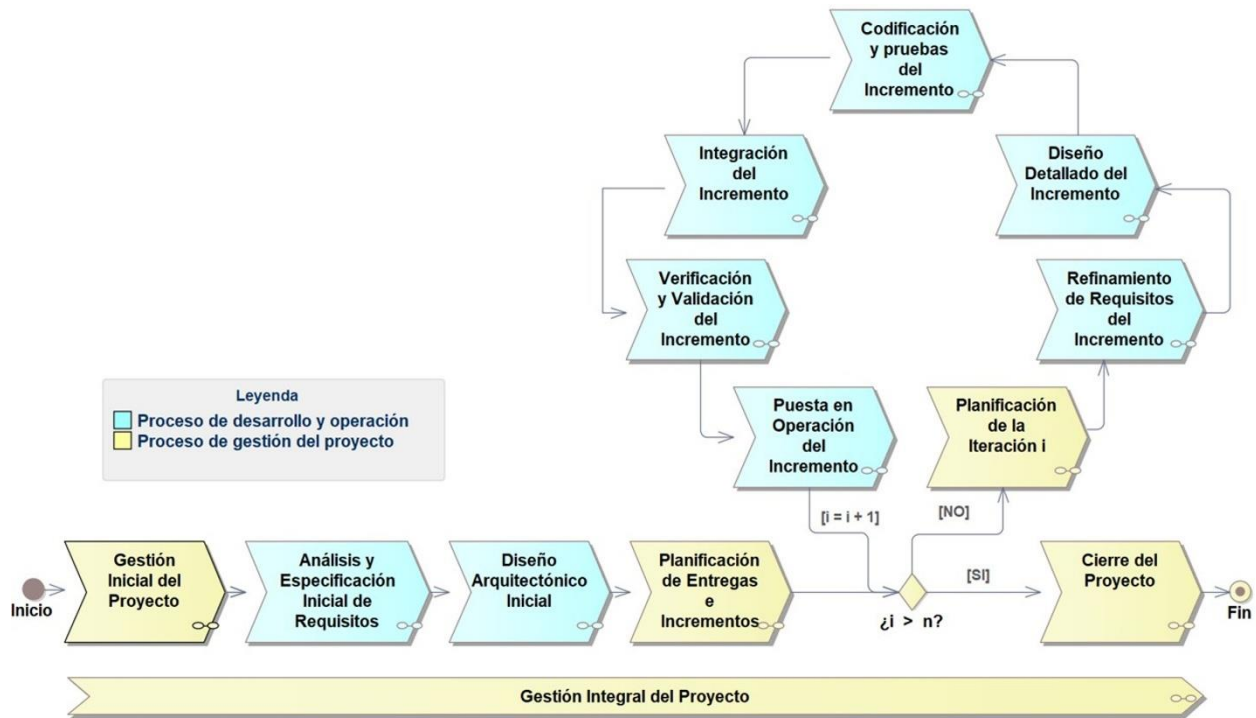 Codificación
y pruebas
del
Incremento
Integración
del
Incremento
Diseño
Detallado del
Incremento
Verificación
y Validación
del
Incremento
Refinamiento
de Requisitos
del
Incremento
Leyenda
Proceso de desarrollo y operación
Proceso de gestión del proyecto
Puesta en
Operación
del
Incremento
Planificación
de la
Iteración i
[i = i + 1]
[NO]
Inicio
Gestión
Inicial del
Proyecto
Análisis y
Especificación
Inicial de
Requisitos
Diseño
Arquitectónico
Inicial
Planificación
de Entregas
e
Incrementos
¿i > n?
[SI]
Cierre del
Proyecto
Fin
Gestión Integral del Proyecto